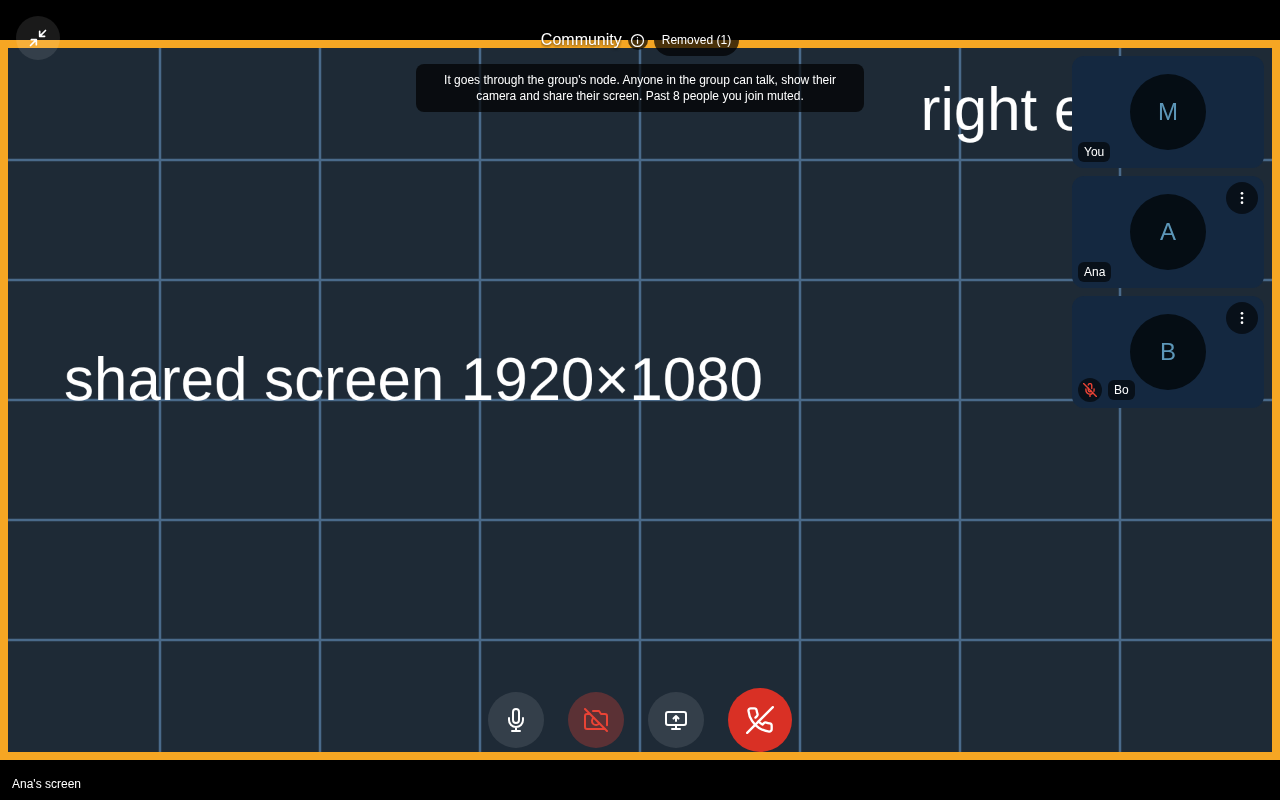 Community
Removed (1)
It goes through the group's node. Anyone in the group can talk, show their
camera and share their screen. Past 8 people you join muted.
right e
M
You
A
Ana
B
Bo
shared screen 1920×1080
Ana's screen